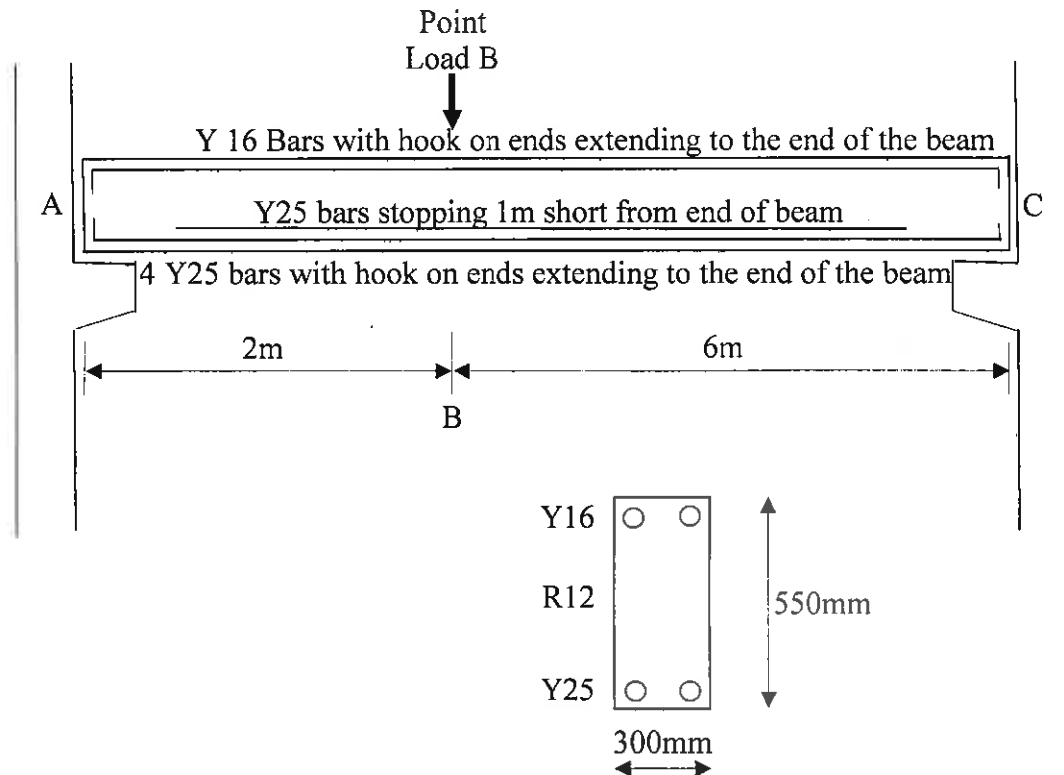 Point
Load B
Y 16 Bars with hook on ends extending to the end of the beam
A
Y25 bars stopping 1m short from end of beam
C
4 Y25 bars with hook on ends extending to the end of the beam
2m
6m
B
Y16
R12
550mm
Y25
300mm